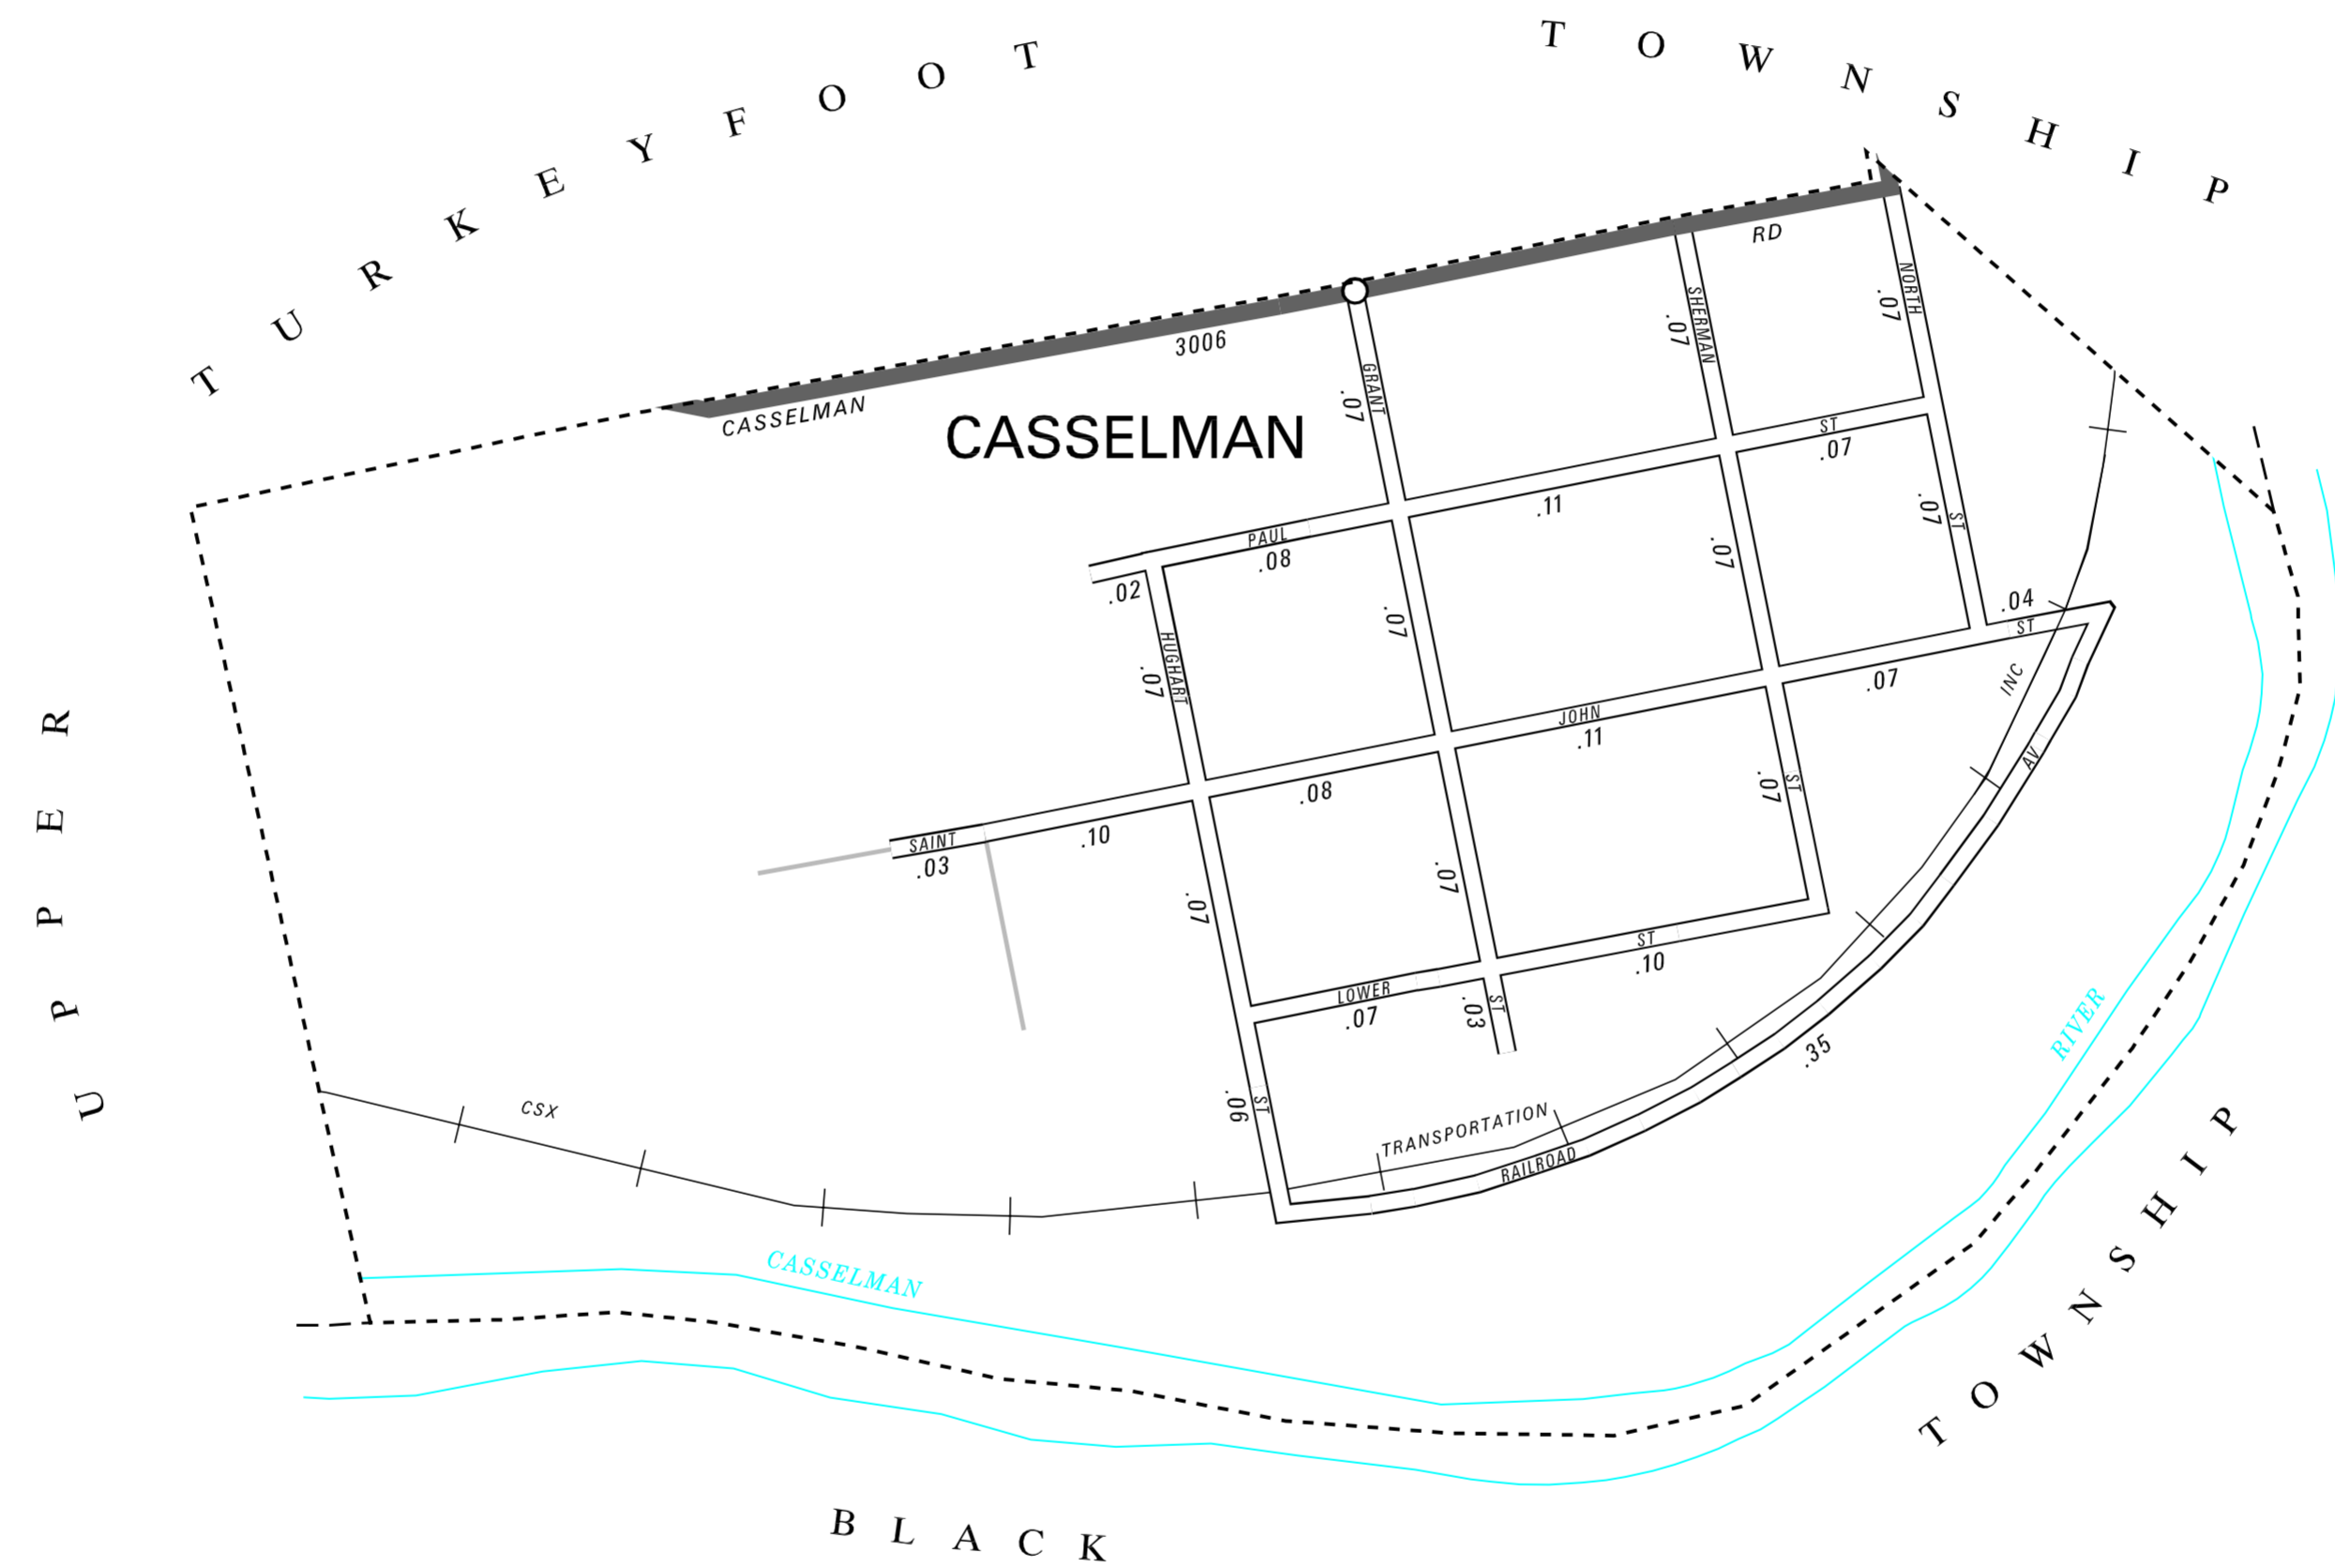 TOWNSHIP
TURKEYFOOT
UPPER
RD
3006
CASSELMAN
CASSELMAN
NORTH
.07
SHERMAN
.07
GRANT
.07
ST
.07
.11
.07
ST
PAUL
.08
.02
.07
.07
.04
ST
HUGHART
.07
INC
.07
JOHN
.11
AV
.08
.07
ST
SAINT
.03
.10
.07
.07
ST
.10
LOWER
.07
.03
ST
.35
RIVER
.06
ST
CSX
TRANSPORTATION
RAILROAD
CASSELMAN
TOWNSHIP
BLACK